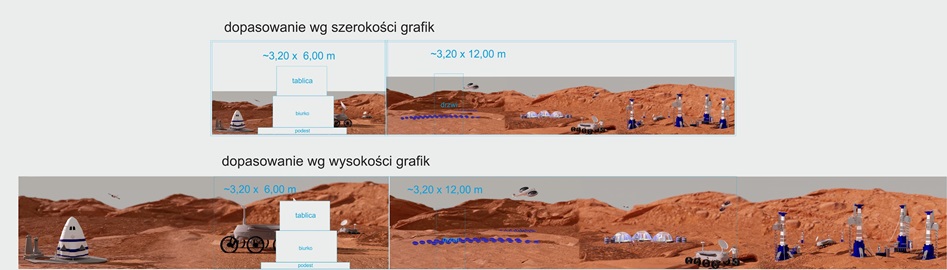 dopasowanie wg szerokości grafik
~3,20 x 6,00 m
~3,20 x 12,00 m
tablica
drzwi
biurko
podest
dopasowanie wg wysokości grafik
~3,20 x 6,00 m
~3,20 x 12,00 m
tablica
biurko
podest